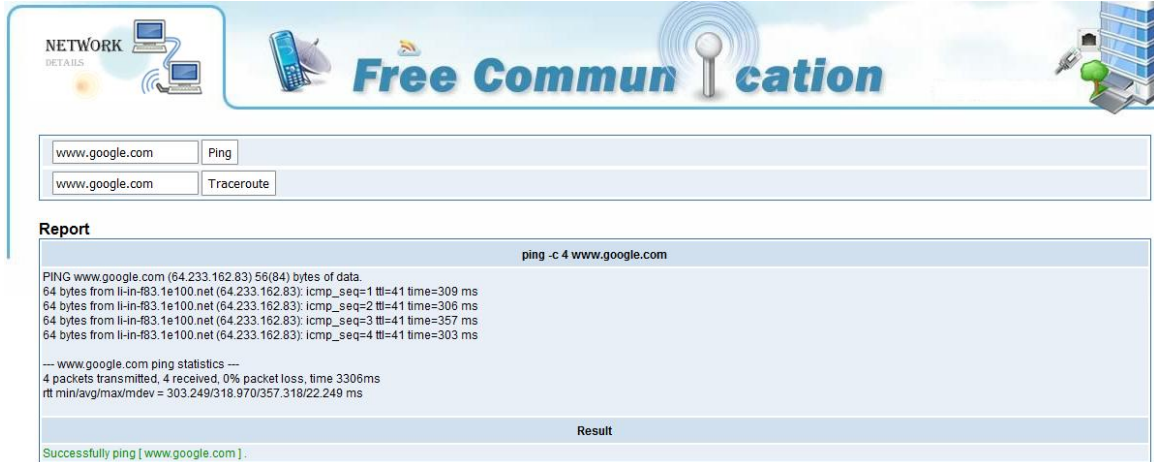 NETWORK
DETAILS
Free Commun cation
www.google.com Ping
www.google.com Traceroute
Report
ping -c 4 www.google.com
PING www.google.com (64.233.162.83) 56(84) bytes of data.
64 bytes from li-in-f83.1e100.net (64.233.162.83): icmp_seq=1 ttl=41 time=309 ms
64 bytes from li-in-f83.1e100.net (64.233.162.83): icmp_seq=2 ttl=41 time=306 ms
64 bytes from li-in-f83.1e100.net (64.233.162.83): icmp_seq=3 ttl=41 time=357 ms
64 bytes from li-in-f83.1e100.net (64.233.162.83): icmp_seq=4 ttl=41 time=303 ms
--- www.google.com ping statistics ---
4 packets transmitted, 4 received, 0% packet loss, time 3306ms
rtt min/avg/max/mdev = 303.249/318.970/357.318/22.249 ms
Result
Successfully ping [ www.google.com ] .